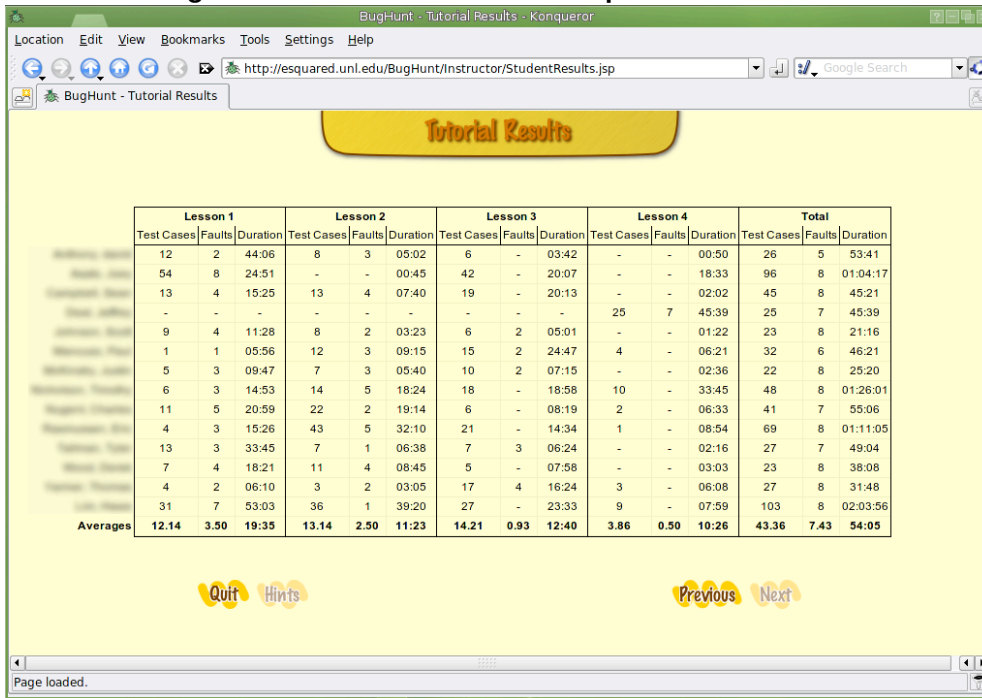 BugHunt - Tutorial Results - Konqueror
Location Edit View Bookmarks Tools Settings Help
http://esquared.unl.edu/BugHunt/Instructor/StudentResults.jsp Google Search
BugHunt - Tutorial Results
Tutorial Results
Lesson 1 Lesson 2 Lesson 3 Lesson 4 Total
Test Cases Faults Duration Test Cases Faults Duration Test Cases Faults Duration Test Cases Faults Duration Test Cases Faults Duration
12 2 44:06 8 3 05:02 6 - 03:42 - - 00:50 26 5 53:41
54 8 24:51 - - 00:45 42 - 20:07 - - 18:33 96 8 01:04:17
13 4 15:25 13 4 07:40 19 - 20:13 - - 02:02 45 8 45:21
- - - - - - - - - 25 7 45:39 25 7 45:39
9 4 11:28 8 2 03:23 6 2 05:01 - - 01:22 23 8 21:16
1 1 05:56 12 3 09:15 15 2 24:47 4 - 06:21 32 6 46:21
5 3 09:47 7 3 05:40 10 2 07:15 - - 02:36 22 8 25:20
6 3 14:53 14 5 18:24 18 - 18:58 10 - 33:45 48 8 01:26:01
11 5 20:59 22 2 19:14 6 - 08:19 2 - 06:33 41 7 55:06
4 3 15:26 43 5 32:10 21 - 14:34 1 - 08:54 69 8 01:11:05
13 3 33:45 7 1 06:38 7 3 06:24 - - 02:16 27 7 49:04
7 4 18:21 11 4 08:45 5 - 07:58 - - 03:03 23 8 38:08
4 2 06:10 3 2 03:05 17 4 16:24 3 - 06:08 27 8 31:48
31 7 53:03 36 1 39:20 27 - 23:33 9 - 07:59 103 8 02:03:56
Averages 12.14 3.50 19:35 13.14 2.50 11:23 14.21 0.93 12:40 3.86 0.50 10:26 43.36 7.43 54:05
Quit Hints Previous Next
Page loaded.